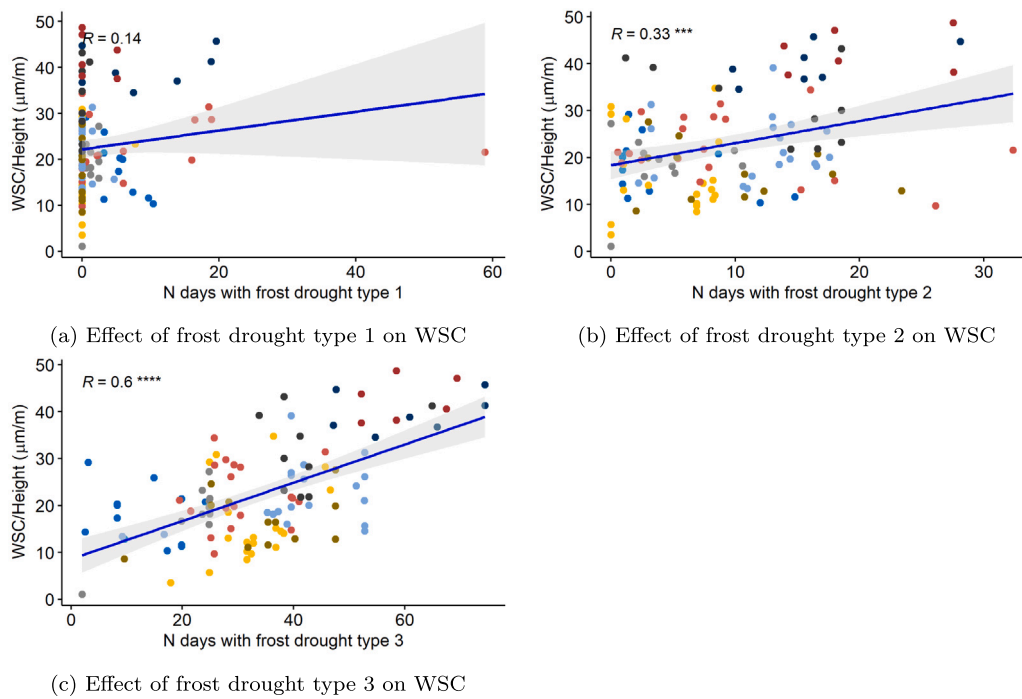 50
40
30
20
10
0
WSC/Height (μm/m)
R = 0.14
0 20 40 60
N days with frost drought type 1
(a) Effect of frost drought type 1 on WSC
50
40
30
20
10
0
WSC/Height (μm/m)
R = 0.33 ***
0 10 20 30
N days with frost drought type 2
(b) Effect of frost drought type 2 on WSC
50
40
30
20
10
0
WSC/Height (μm/m)
R = 0.6 ****
0 20 40 60
N days with frost drought type 3
(c) Effect of frost drought type 3 on WSC